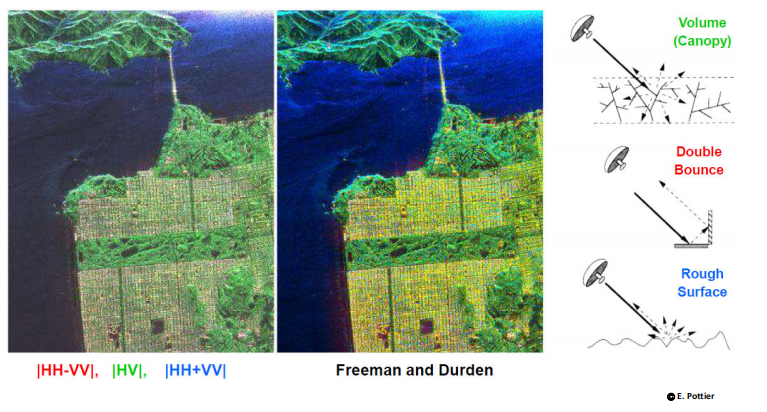 Volume
(Canopy)
Double
Bounce
Rough
Surface
|HH-VV|, |HV|, |HH+VV|
Freeman and Durden
© E. Pottier